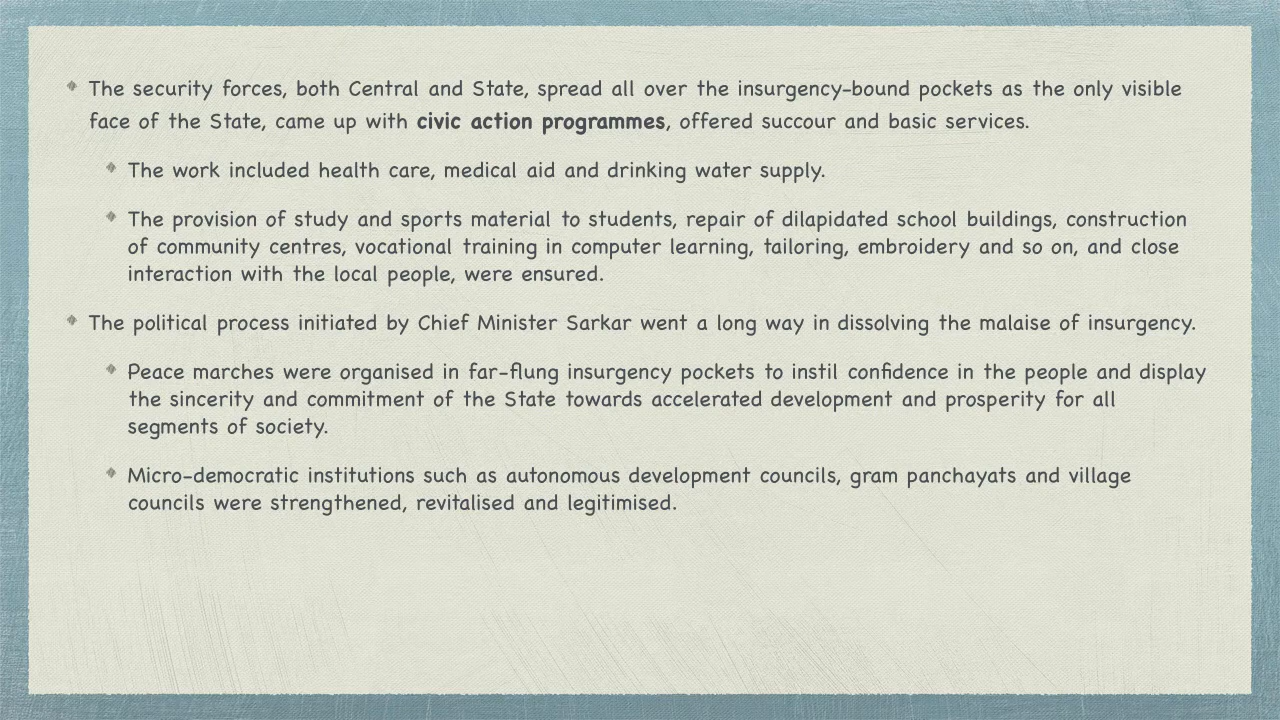 The security forces, both Central and State, spread all over the insurgency-bound pockets as the only visible
face of the State, came up with civic action programmes, offered succour and basic services.
The work included health care, medical aid and drinking water supply.
The provision of study and sports material to students, repair of dilapidated school buildings, construction
of community centres, vocational training in computer learning, tailoring, embroidery and so on, and close
interaction with the local people, were ensured.
The political process initiated by Chief Minister Sarkar went a long way in dissolving the malaise of insurgency.
Peace marches were organised in far-flung insurgency pockets to instil confidence in the people and display
the sincerity and commitment of the State towards accelerated development and prosperity for all
segments of society.
Micro-democratic institutions such as autonomous development councils, gram panchayats and village
councils were strengthened, revitalised and legitimised.